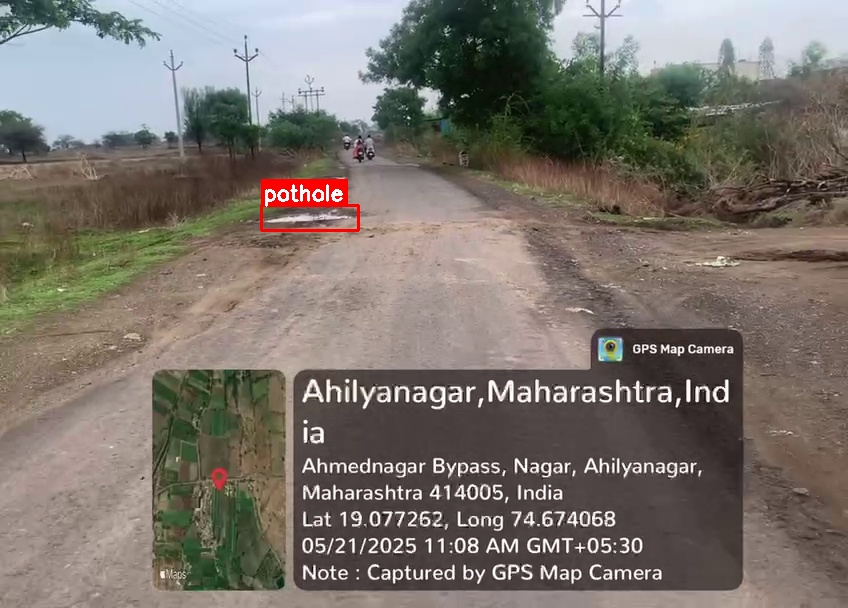 pothole
GPS Map Camera
Ahilyanagar,Maharashtra,Ind
ia
Ahmednagar Bypass, Nagar, Ahilyanagar,
Maharashtra 414005, India
Lat 19.077262, Long 74.674068
05/21/2025 11:08 AM GMT+05:30
Note : Captured by GPS Map Camera
Maps